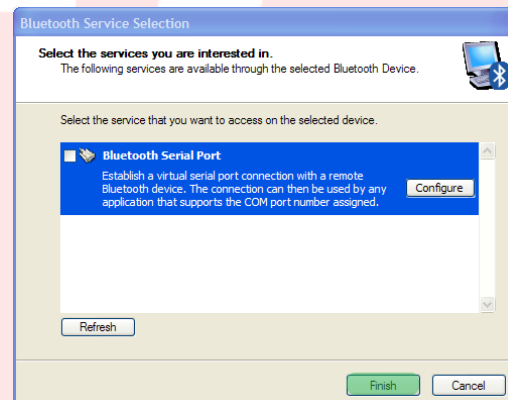 Bluetooth Service Selection
Select the services you are interested in.
The following services are available through the selected Bluetooth Device.
Select the service that you want to access on the selected device.
Bluetooth Serial Port
Establish a virtual serial port connection with a remote
Bluetooth device. The connection can then be used by any
application that supports the COM port number assigned.
Configure
Refresh
Finish
Cancel